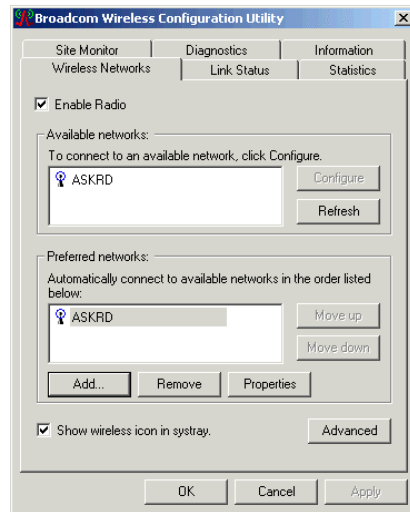 Broadcom Wireless Configuration Utility
Site Monitor Diagnostics Information
Wireless Networks Link Status Statistics
Enable Radio
Available networks:
To connect to an available network, click Configure.
ASKRD
Configure
Refresh
Preferred networks:
Automatically connect to available networks in the order listed
below:
ASKRD
Move up
Move down
Add... Remove Properties
Show wireless icon in systray. Advanced
OK Cancel Apply